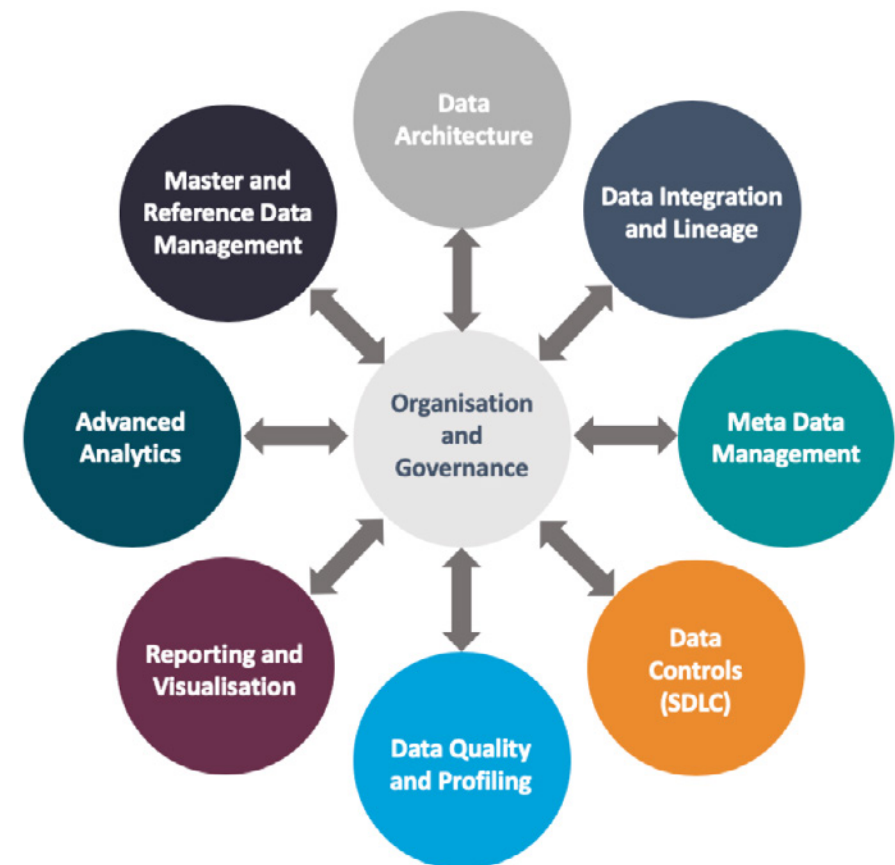 Data
Architecture
Data Integration
and Lineage
Meta Data
Management
Data
Controls
(SDLC)
Data Quality
and Profiling
Reporting and
Visualisation
Advanced
Analytics
Master and
Reference Data
Management
Organisation
and
Governance